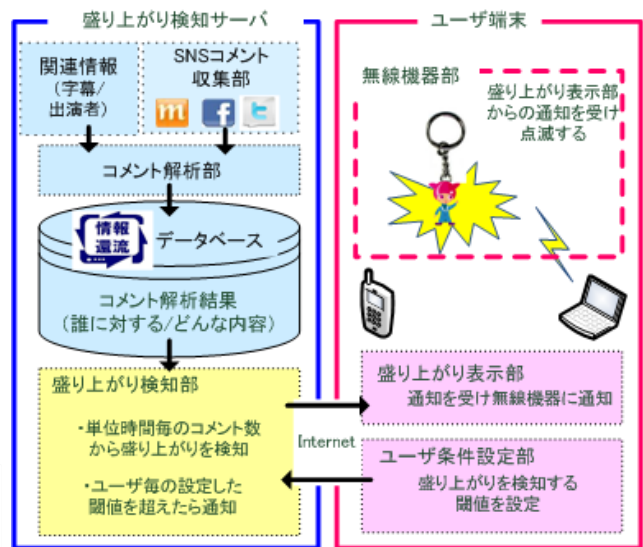 盛り上がり検知サーバ
関連情報
(字幕/
出演者)
SNSコメント
収集部
m
f
t
コメント解析部
情報
還流
データベース
コメント解析結果
(誰に対する/どんな内容)
盛り上がり検知部
・単位時間毎のコメント数
から盛り上がりを検知
・ユーザ毎の設定した
閾値を超えたら通知
Internet
ユーザ端末
無線機器部
盛り上がり表示部
からの通知を受け
点滅する
盛り上がり表示部
通知を受け無線機器に通知
ユーザ条件設定部
盛り上がりを検知する
閾値を設定